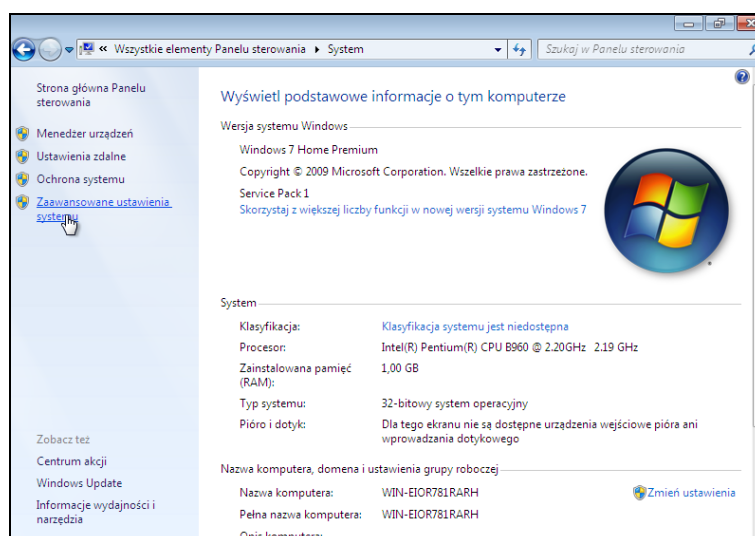 Wszystkie elementy Panelu sterowania ▸ System
Szukaj w Panelu sterowania
Strona główna Panelu
sterowania
Menedżer urządzeń
Ustawienia zdalne
Ochrona systemu
Zaawansowane ustawienia
systemu
Zobacz też
Centrum akcji
Windows Update
Informacje wydajności i
narzędzia
Wyświetl podstawowe informacje o tym komputerze
Wersja systemu Windows
Windows 7 Home Premium
Copyright © 2009 Microsoft Corporation. Wszelkie prawa zastrzeżone.
Service Pack 1
Skorzystaj z większej liczby funkcji w nowej wersji systemu Windows 7
System
Klasyfikacja: Klasyfikacja systemu jest niedostępna
Procesor: Intel(R) Pentium(R) CPU B960 @ 2.20GHz 2.19 GHz
Zainstalowana pamięć 1,00 GB
(RAM):
Typ systemu: 32-bitowy system operacyjny
Pióro i dotyk: Dla tego ekranu nie są dostępne urządzenia wejściowe pióra ani
wprowadzania dotykowego
Nazwa komputera, domena i ustawienia grupy roboczej
Nazwa komputera: WIN-EIOR781RARH Zmień ustawienia
Pełna nazwa komputera: WIN-EIOR781RARH
Opis komputera: